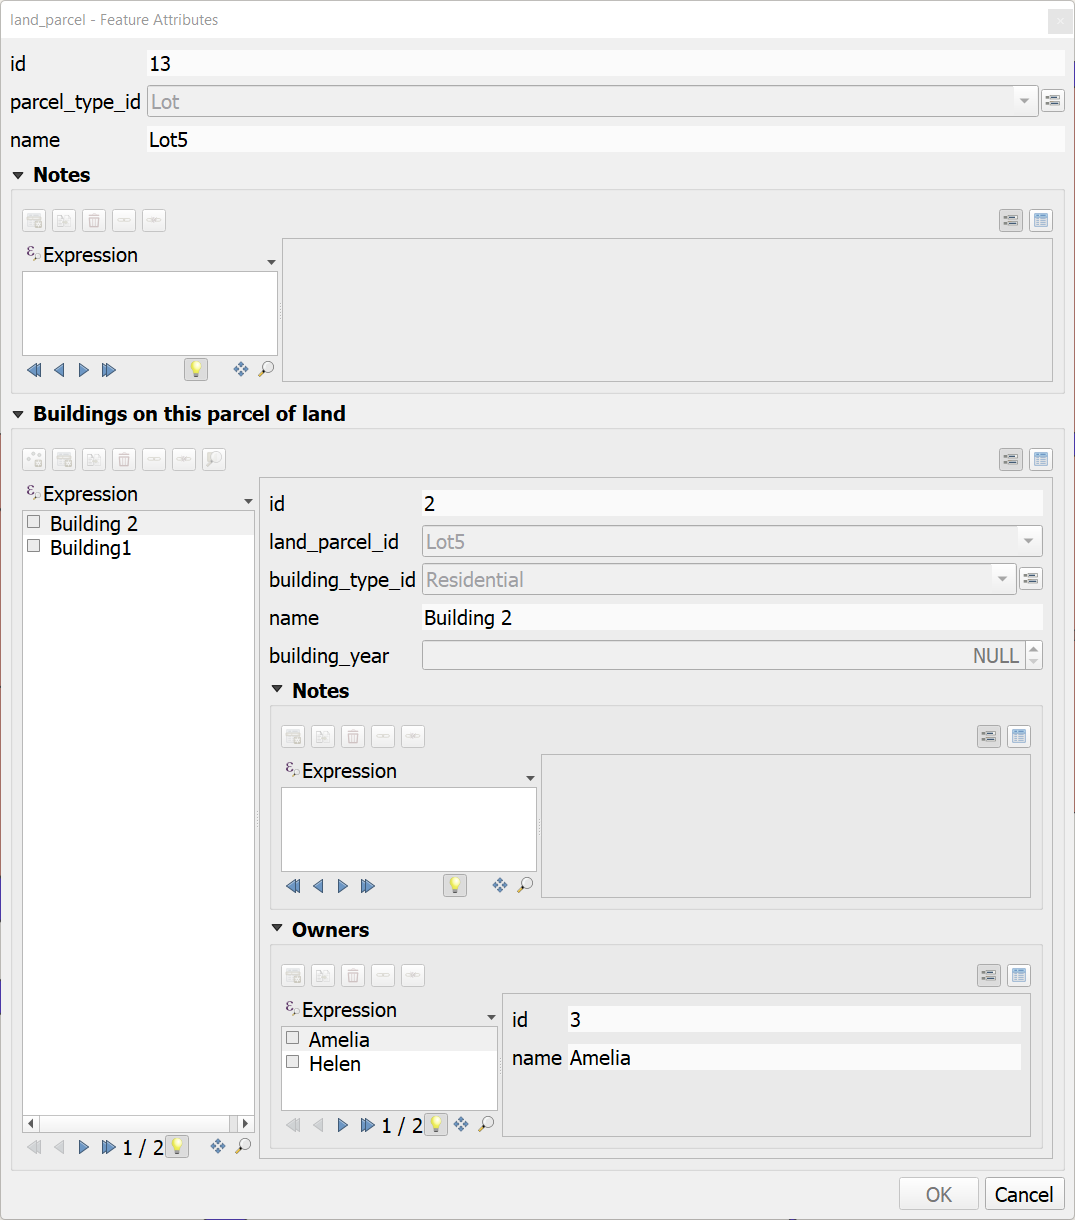 land_parcel - Feature Attributes
id 13
parcel_type_id Lot
name Lot5
Notes
Expression
Buildings on this parcel of land
Expression
Building 2
Building1
1 / 2
id 2
land_parcel_id Lot5
building_type_id Residential
name Building 2
building_year NULL
Notes
Expression
Owners
Expression
Amelia
Helen
1 / 2
id 3
name Amelia
OK Cancel